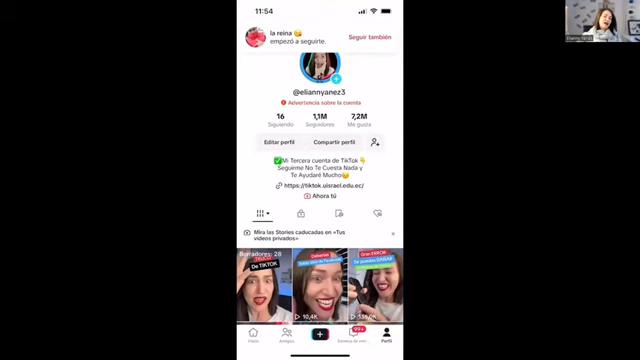 11:54
la reina 😘
empezó a seguirte.
Seguir también
@eliannyanez3
Advertencia sobre la cuenta
16 1,1M 7,2M
Siguiendo Seguidores Me gusta
Editar perfil Compartir perfil
✅Mi Tercera cuenta de TikTok👇
Seguirme No Te Cuesta Nada y
Te Ayudaré Mucho😉
https://tiktok.uisrael.edu.ec/
Ahora tú
Mira las Stories caducadas en «Tus
vídeos privados»
Borradores: 28
De TIKTOK
10,4K
Gran ERROR
Inicio Amigos 99+ Perfil